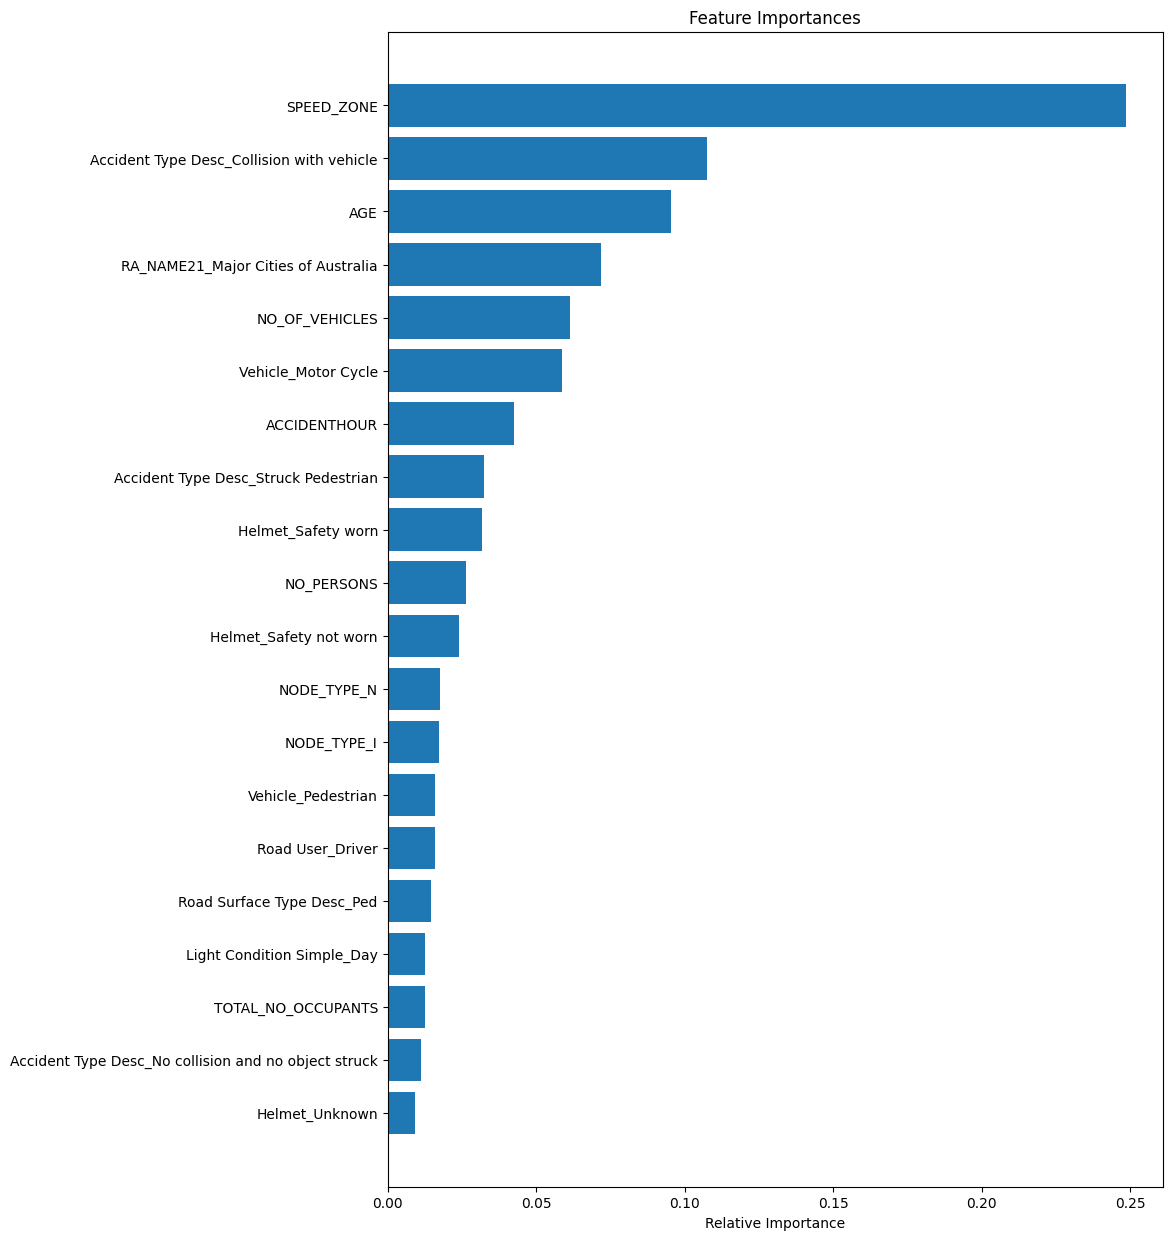 Feature Importances
SPEED_ZONE
Accident Type Desc_Collision with vehicle
AGE
RA_NAME21_Major Cities of Australia
NO_OF_VEHICLES
Vehicle_Motor Cycle
ACCIDENTHOUR
Accident Type Desc_Struck Pedestrian
Helmet_Safety worn
NO_PERSONS
Helmet_Safety not worn
NODE_TYPE_N
NODE_TYPE_I
Vehicle_Pedestrian
Road User_Driver
Road Surface Type Desc_Ped
Light Condition Simple_Day
TOTAL_NO_OCCUPANTS
Accident Type Desc_No collision and no object struck
Helmet_Unknown
0.00 0.05 0.10 0.15 0.20 0.25
Relative Importance